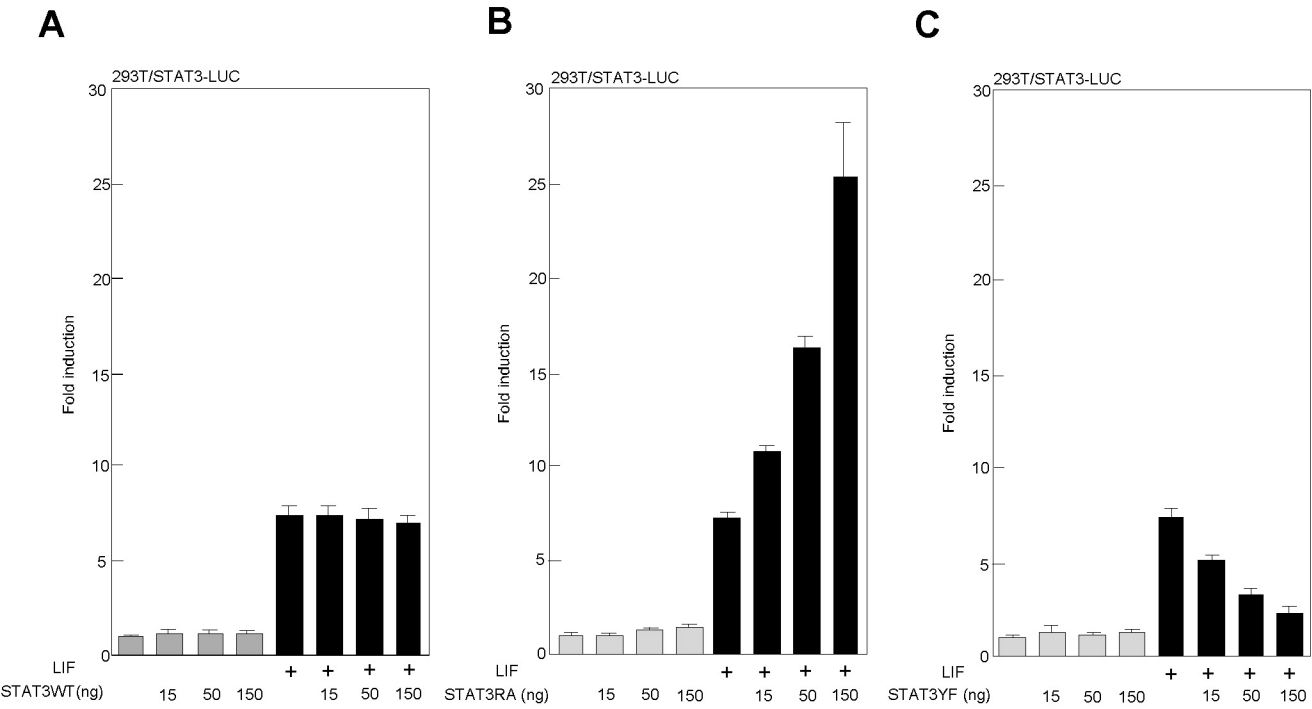 A
B
C
293T/STAT3-LUC
30
25
20
15
10
5
0
Fold induction
LIF + + + +
STAT3WT(ng) 15 50 150 15 50 150
293T/STAT3-LUC
30
25
20
15
10
5
0
Fold induction
LIF + + + +
STAT3RA (ng) 15 50 150 15 50 150
293T/STAT3-LUC
30
25
20
15
10
5
0
Fold induction
LIF + + + +
STAT3YF (ng) 15 50 150 15 50 150